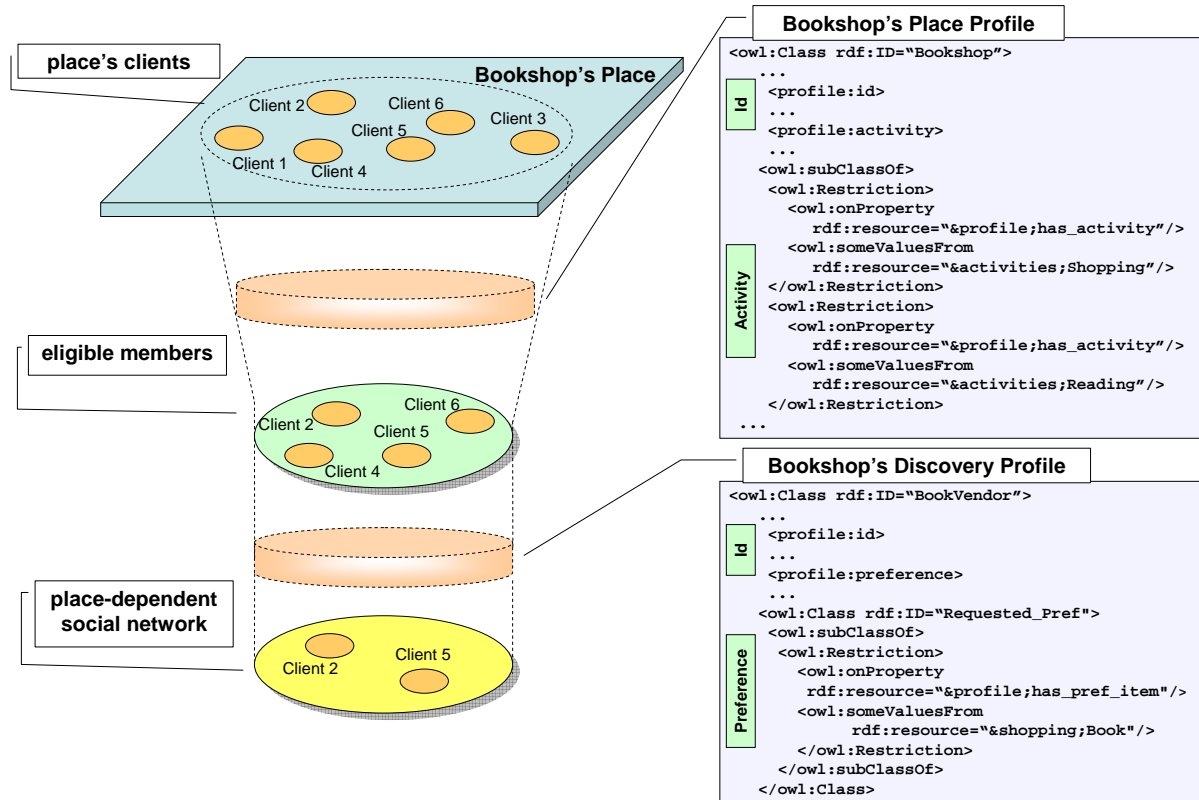 place's clients
Bookshop's Place
Client 2
Client 6
Client 5
Client 3
Client 1
Client 4
eligible members
Client 2
Client 6
Client 5
Client 4
place-dependent
social network
Client 2
Client 5
Bookshop's Place Profile
<owl:Class rdf:ID=“Bookshop”>
...
Id
<profile:id>
...
<profile:activity>
...
<owl:subClassOf>
<owl:Restriction>
<owl:onProperty
rdf:resource=“&profile;has_activity”/>
Activity
<owl:someValuesFrom
rdf:resource=“&activities;Shopping”/>
</owl:Restriction>
<owl:Restriction>
<owl:onProperty
rdf:resource=“&profile;has_activity”/>
<owl:someValuesFrom
rdf:resource=“&activities;Reading”/>
</owl:Restriction>
...
Bookshop's Discovery Profile
<owl:Class rdf:ID=“BookVendor”>
...
Id
<profile:id>
...
<profile:preference>
...
<owl:Class rdf:ID=“Requested_Pref">
Preference
<owl:subClassOf>
<owl:Restriction>
<owl:onProperty
rdf:resource=“&profile;has_pref_item"/>
<owl:someValuesFrom
rdf:resource=“&shopping;Book"/>
</owl:Restriction>
</owl:subClassOf>
</owl:Class>